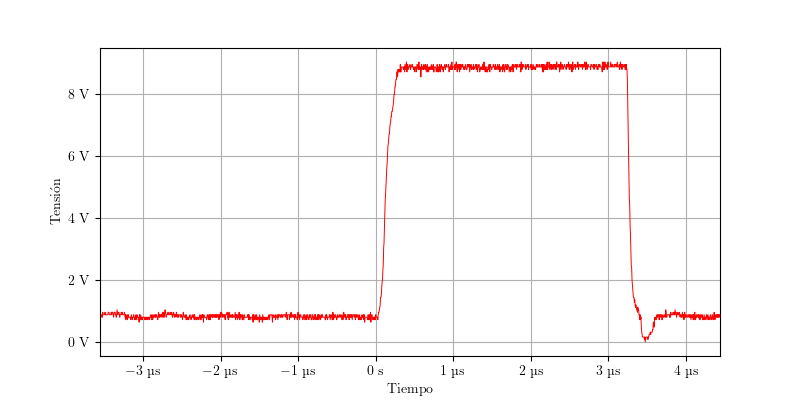 8 V
6 V
4 V
2 V
0 V
Tensión
−3 µs
−2 µs
−1 µs
0 s
1 µs
2 µs
3 µs
4 µs
Tiempo